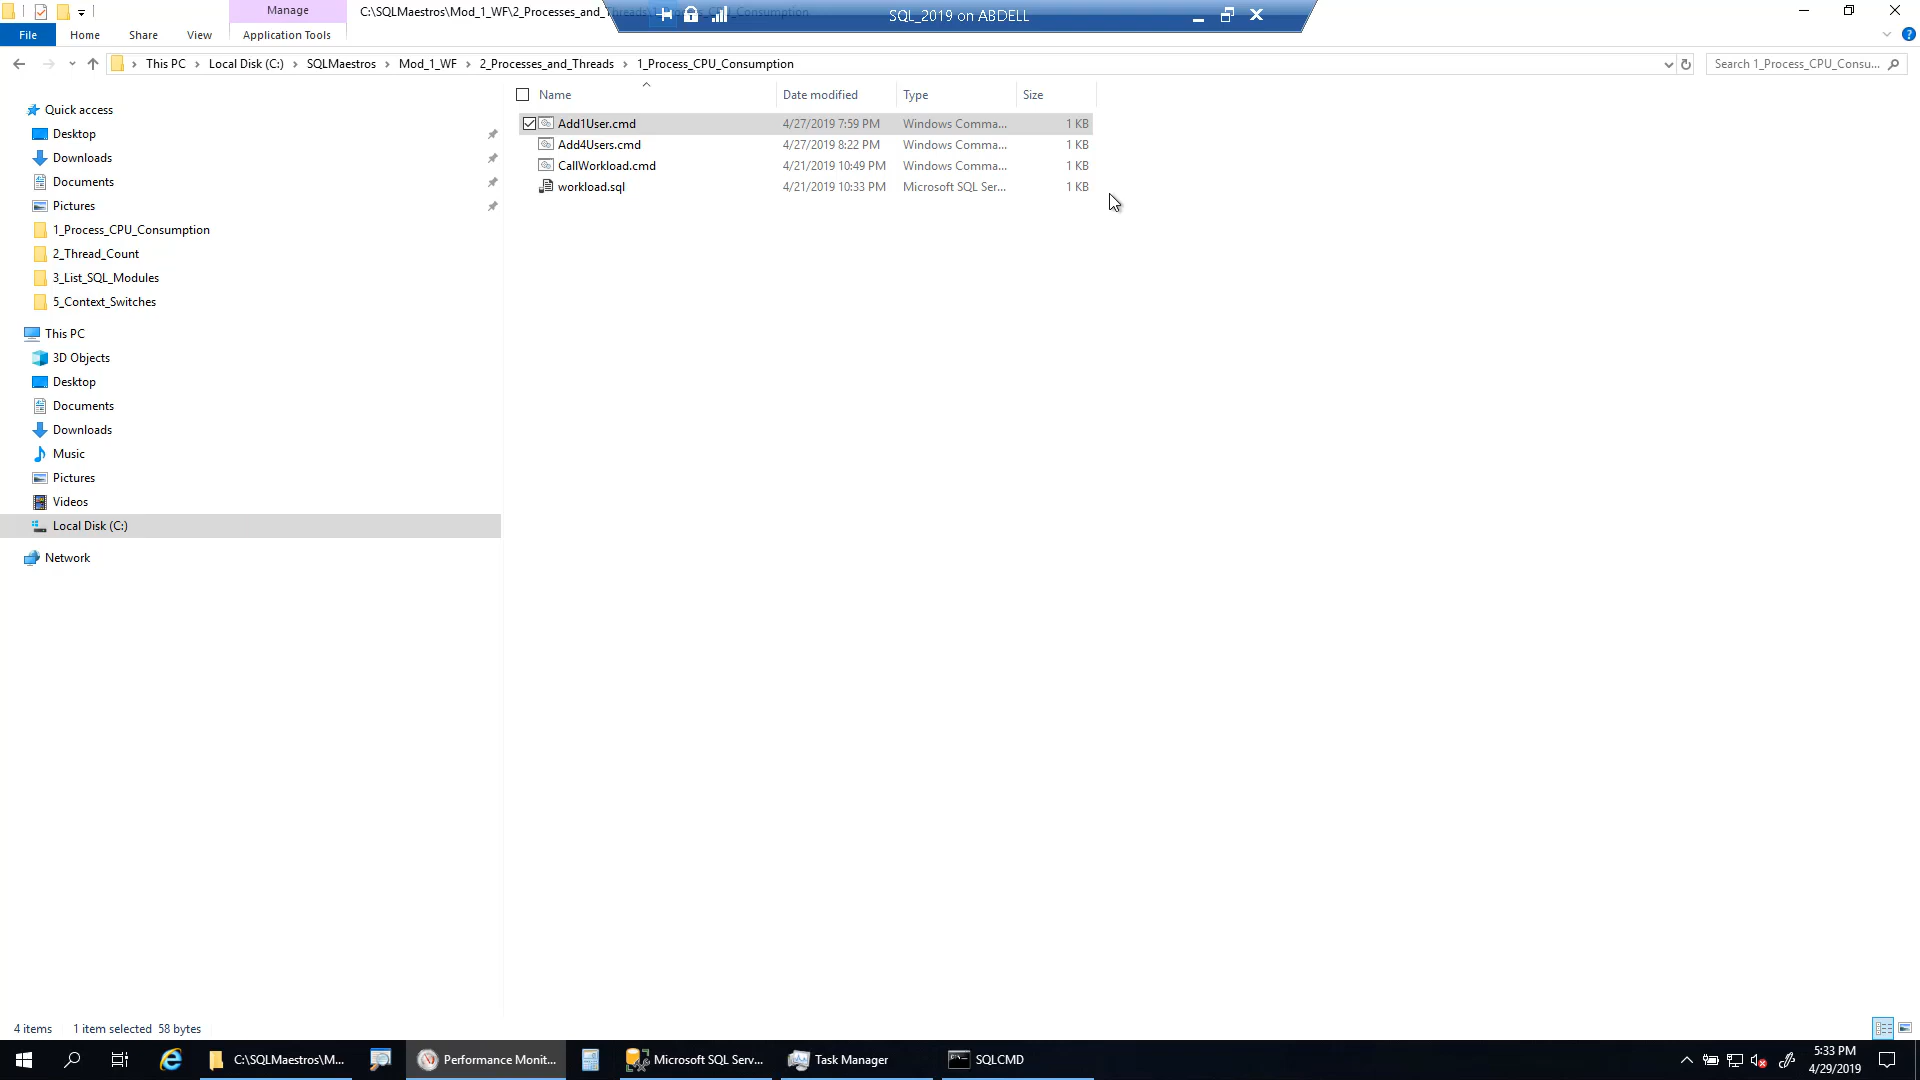 Manage
C:\SQLMaestros\Mod_1_WF\2_Processes_and_Threads\1_Process_CPU_Consumption
SQL_2019 on ABDELL
File
Home
Share
View
Application Tools
This PC
Local Disk (C:)
SQLMaestros
Mod_1_WF
2_Processes_and_Threads
1_Process_CPU_Consumption
Search 1_Process_CPU_Consu...
Name
Date modified
Type
Size
Add1User.cmd 4/27/2019 7:59 PM Windows Comma... 1 KB
Add4Users.cmd 4/27/2019 8:22 PM Windows Comma... 1 KB
CallWorkload.cmd 4/21/2019 10:49 PM Windows Comma... 1 KB
workload.sql 4/21/2019 10:33 PM Microsoft SQL Ser... 1 KB
Quick access
Desktop
Downloads
Documents
Pictures
1_Process_CPU_Consumption
2_Thread_Count
3_List_SQL_Modules
5_Context_Switches
This PC
3D Objects
Desktop
Documents
Downloads
Music
Pictures
Videos
Local Disk (C:)
Network
4 items
1 item selected 58 bytes
C:\SQLMaestros\M...
Performance Monit...
Microsoft SQL Serv...
Task Manager
SQLCMD
5:33 PM
4/29/2019